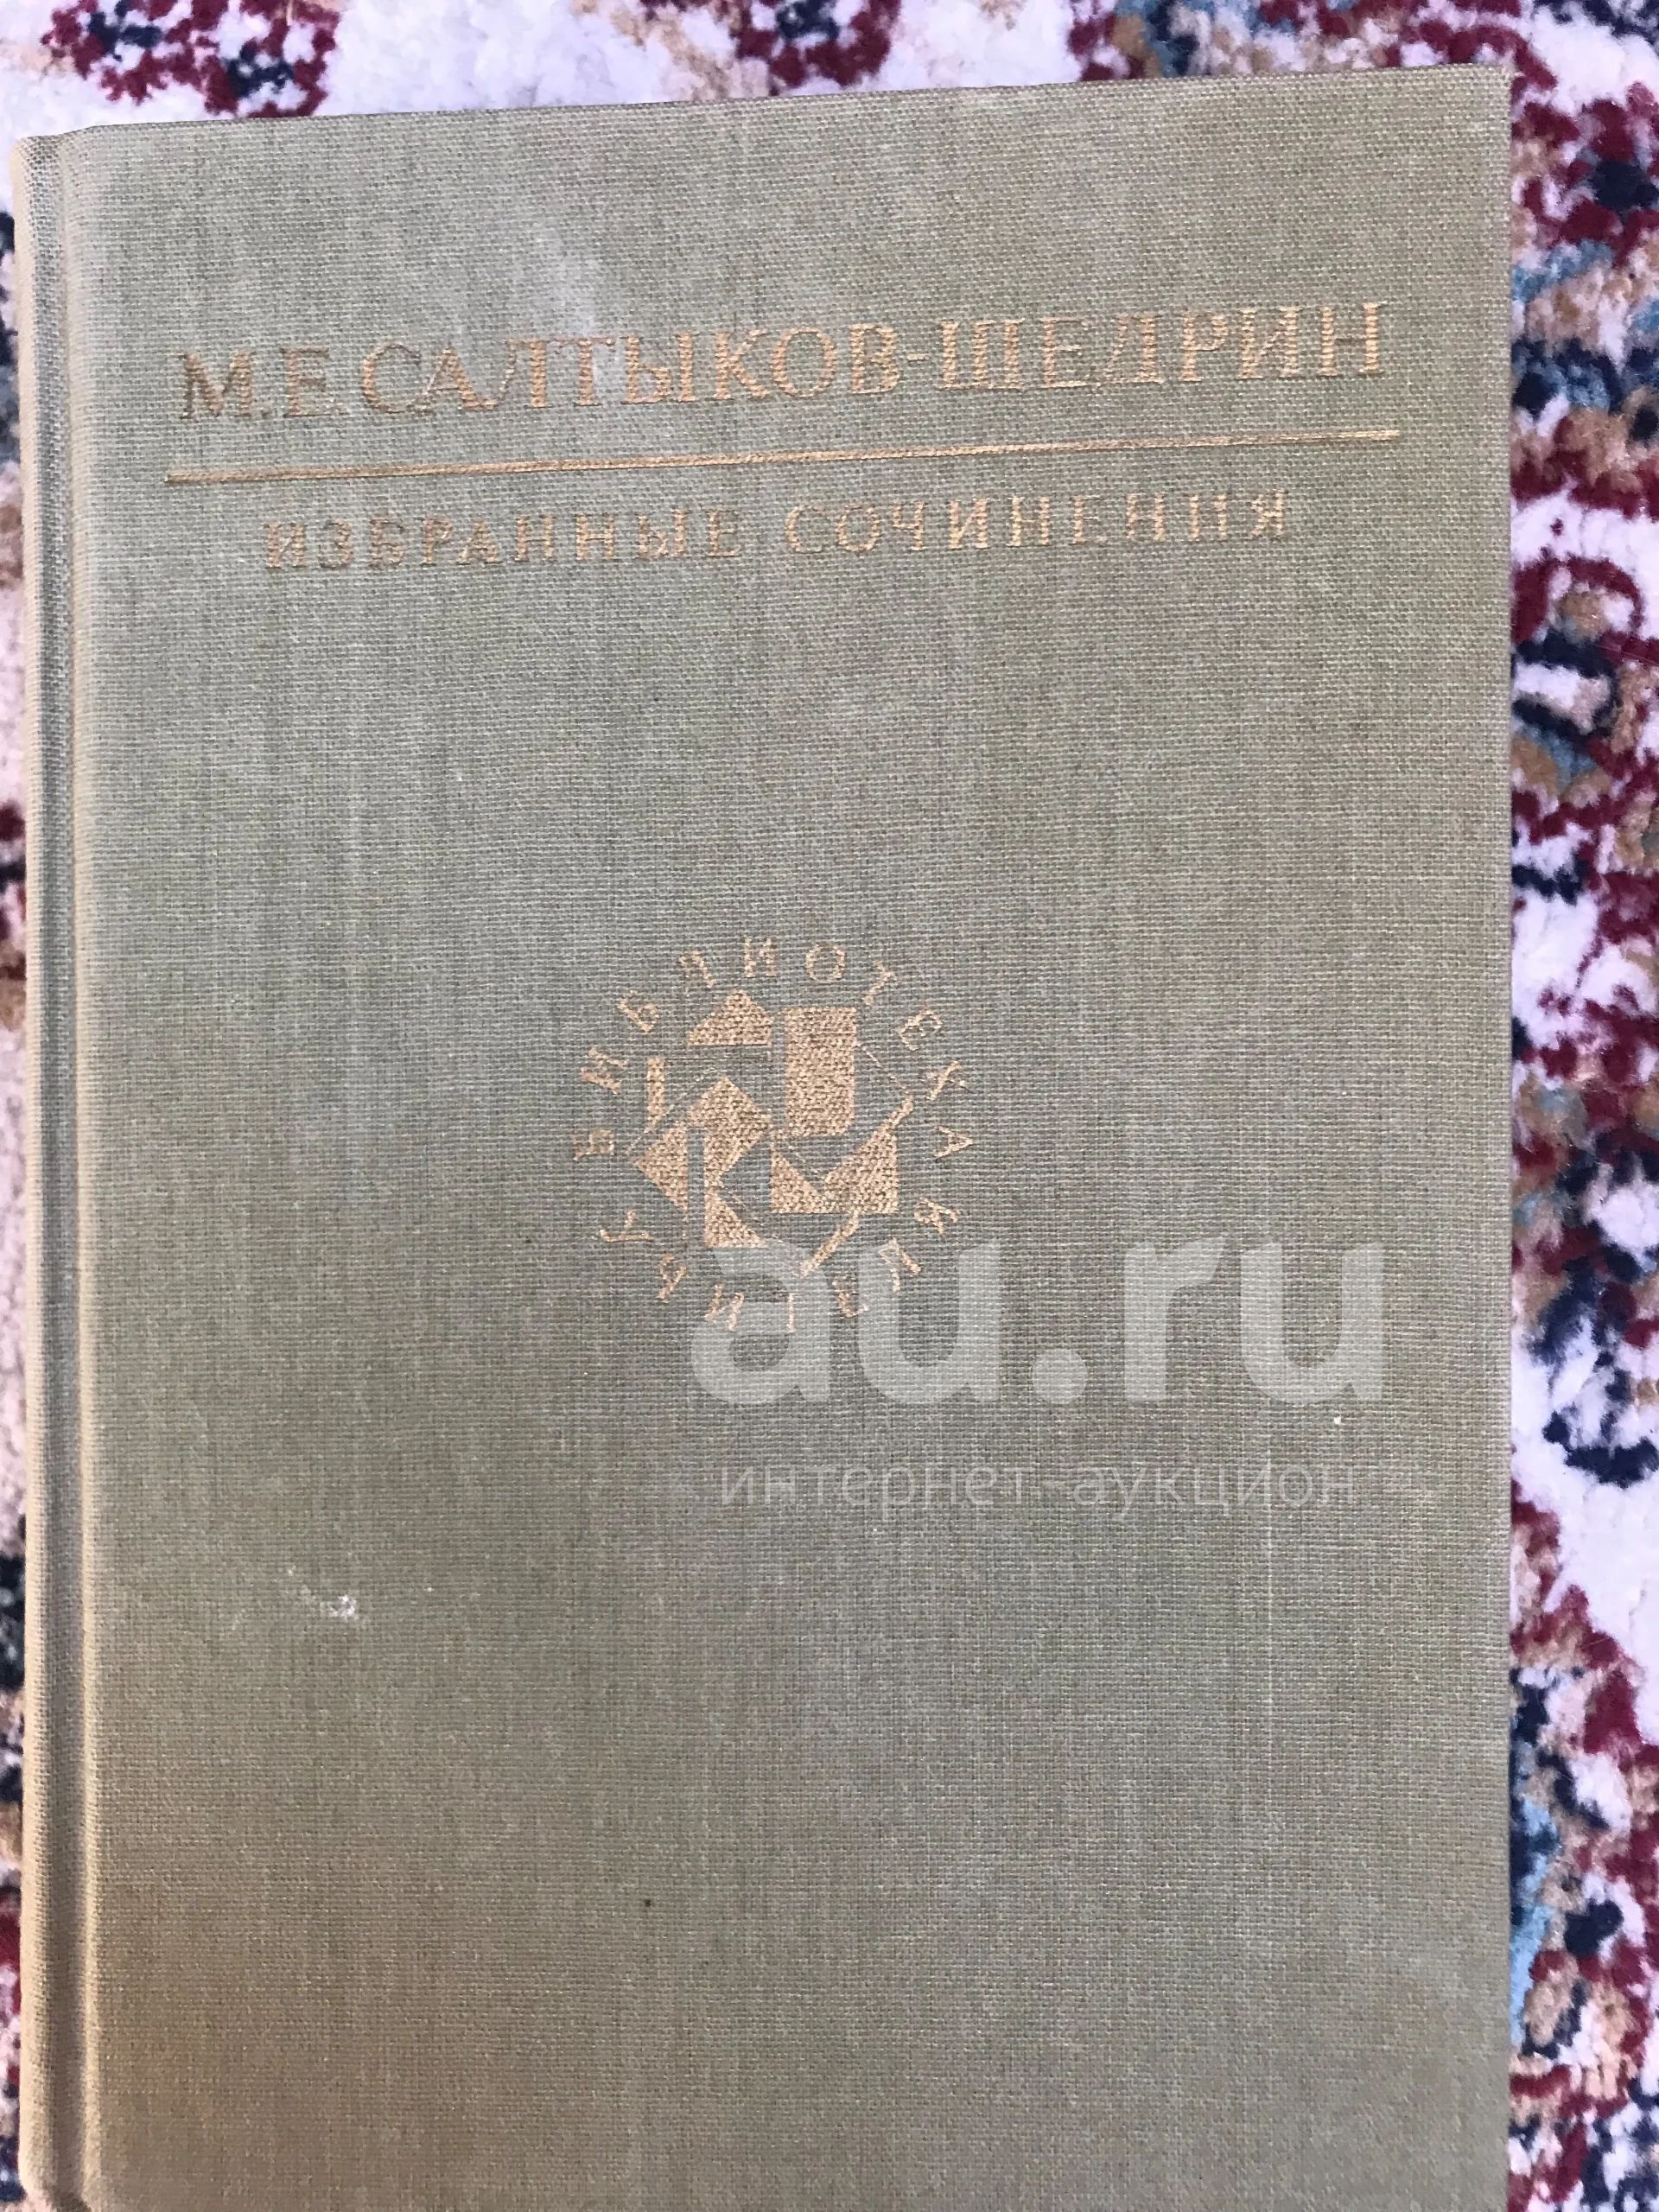 М.Е.САЛТЫКОВ-ЩЕДРИН
ИЗБРАННЫЕ СОЧИНЕНИЯ
БИБЛИОТЕКА УЧИТЕЛЯ
au.ru
интернет-аукцион